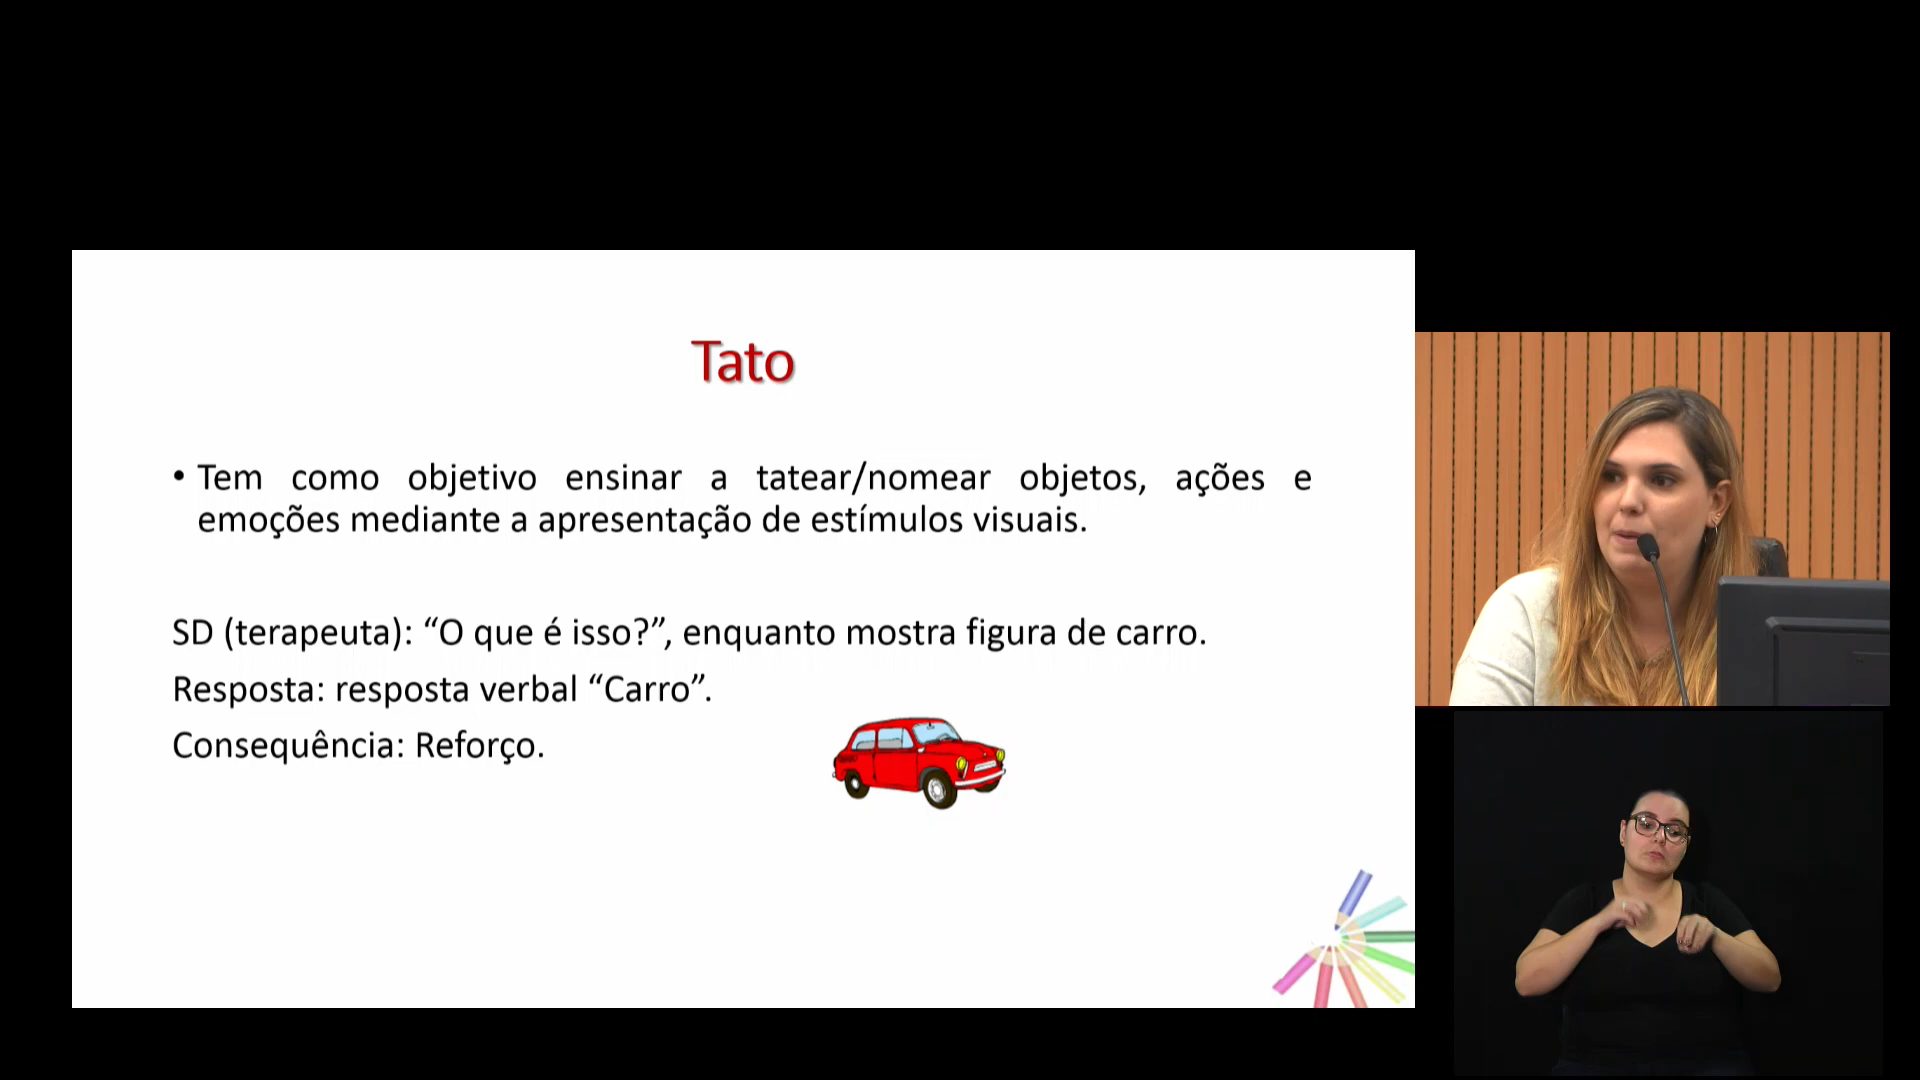 Tato
• Tem como objetivo ensinar a tatear/nomear objetos, ações e
emoções mediante a apresentação de estímulos visuais.
SD (terapeuta): “O que é isso?”, enquanto mostra figura de carro.
Resposta: resposta verbal “Carro”.
Consequência: Reforço.